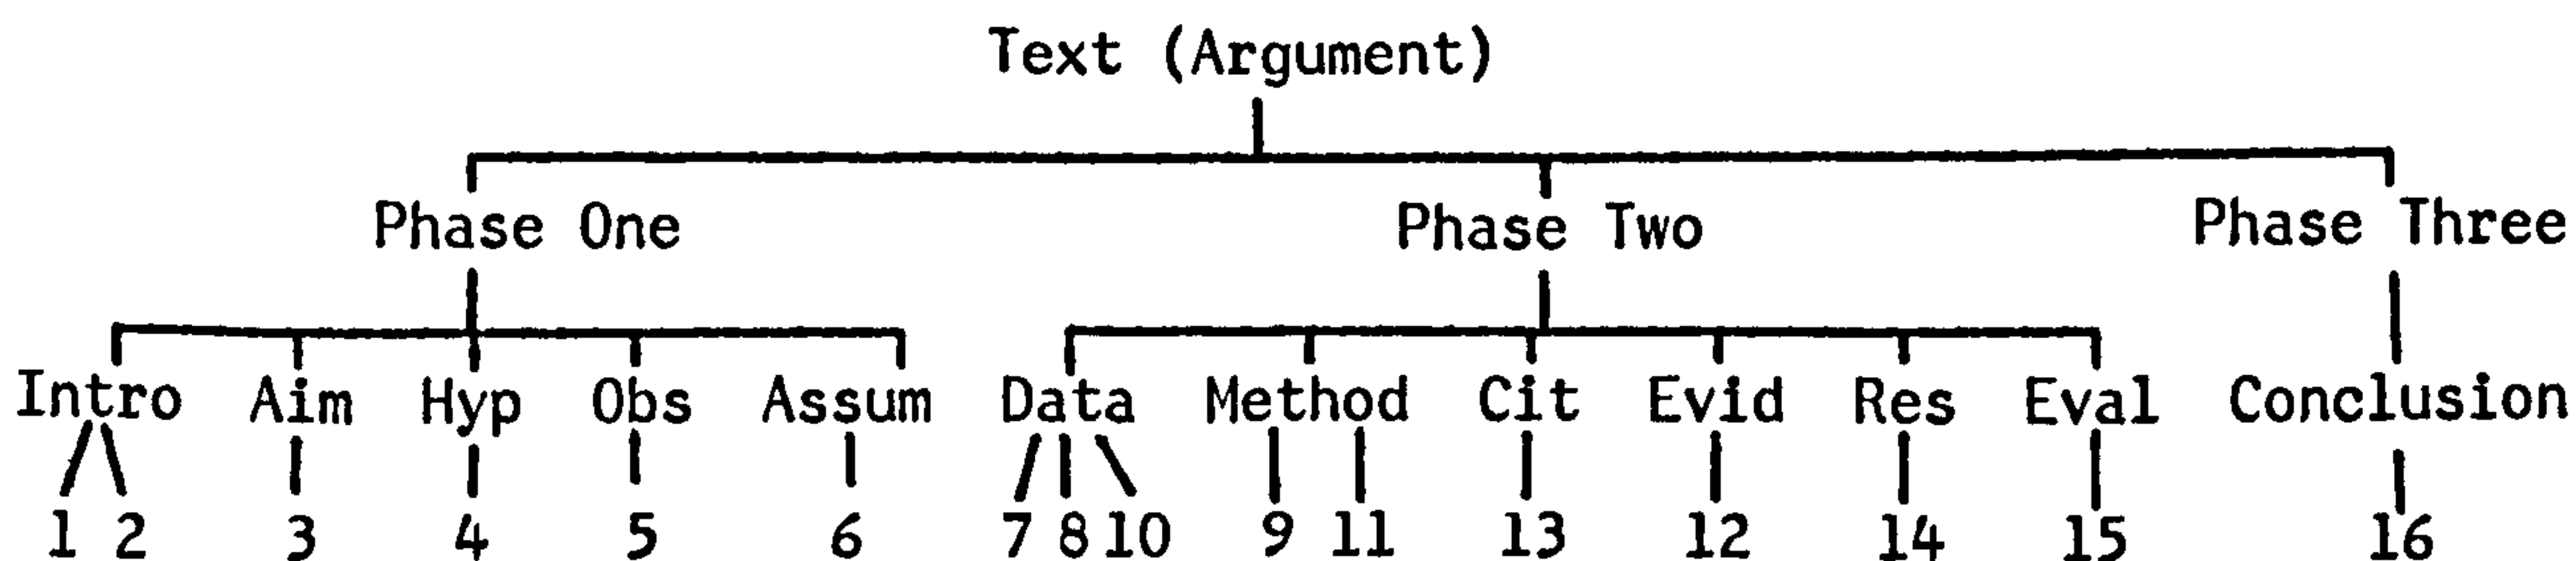 Text (Argument)
Phase One Phase Two Phase Three
Intro Aim Hyp Obs Assum Data Method Cit Evid Res Eval Conclusion
1 2 3 4 5 6 7 8 10 9 11 13 12 14 15 16